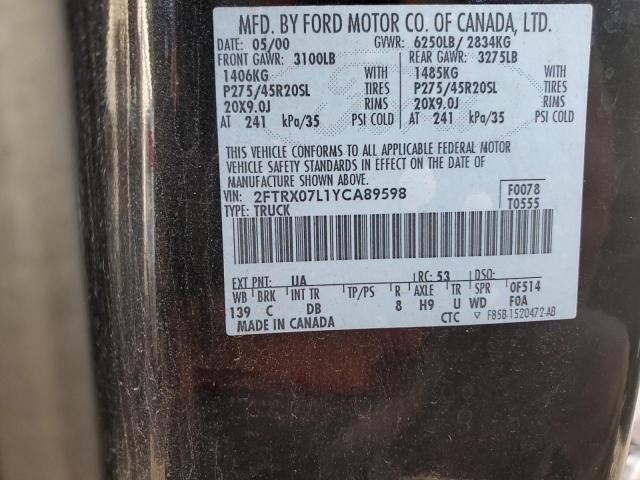 MFD. BY FORD MOTOR CO. OF CANADA, LTD.
DATE: 05/00 GVWR: 6250LB/ 2834KG
FRONT GAWR: 3100LB REAR GAWR: 3275LB
1406KG WITH 1485KG WITH
P275/45R20SL TIRES P275/45R20SL TIRES
20X9.0J RIMS 20X9.0J RIMS
AT 241 kPa/35 PSI COLD AT 241 kPa/35 PSI COLD
THIS VEHICLE CONFORMS TO ALL APPLICABLE FEDERAL MOTOR
VEHICLE SAFETY STANDARDS IN EFFECT ON THE DATE OF
MANUFACTURE SHOWN ABOVE.
VIN: 2FTRX07L1YCA89598 F0078
TYPE: TRUCK T0555
EXT PNT: UA RC: 53 DSO:
WB BRK INT TR TP/PS R AXLE TR SPR 0F514
139 C DB 8 H9 U WD F0A
MADE IN CANADA CTC F85B-1520472-AB